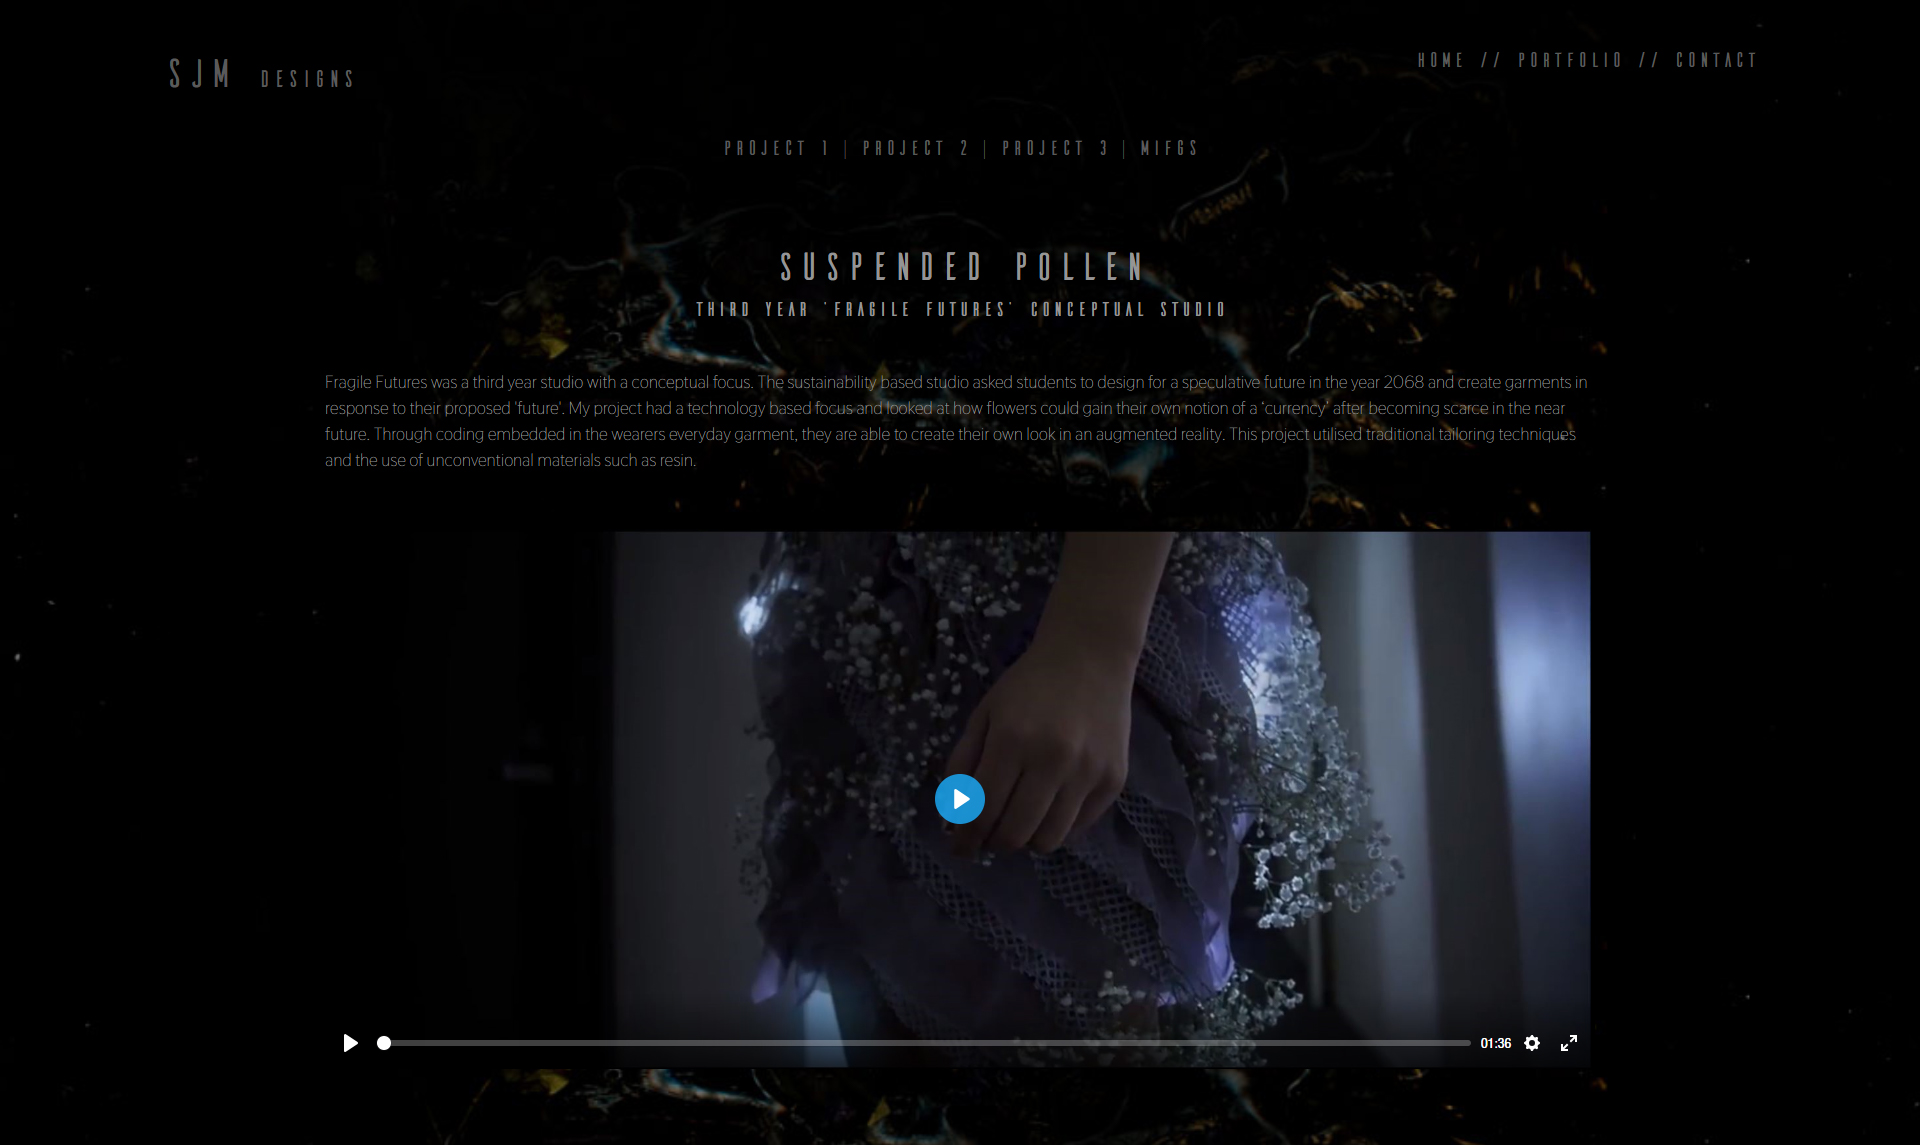 SJM DESIGNS
HOME // PORTFOLIO // CONTACT
PROJECT 1 | PROJECT 2 | PROJECT 3 | MIFGS
SUSPENDED POLLEN
THIRD YEAR 'FRAGILE FUTURES' CONCEPTUAL STUDIO
Fragile Futures was a third year studio with a conceptual focus. The sustainability based studio asked students to design for a speculative future in the year 2068 and create garments in
response to their proposed 'future'. My project had a technology based focus and looked at how flowers could gain their own notion of a 'currency' after becoming scarce in the near
future. Through coding embedded in the wearers everyday garment, they are able to create their own look in an augmented reality. This project utilised traditional tailoring techniques
and the use of unconventional materials such as resin.
01:36